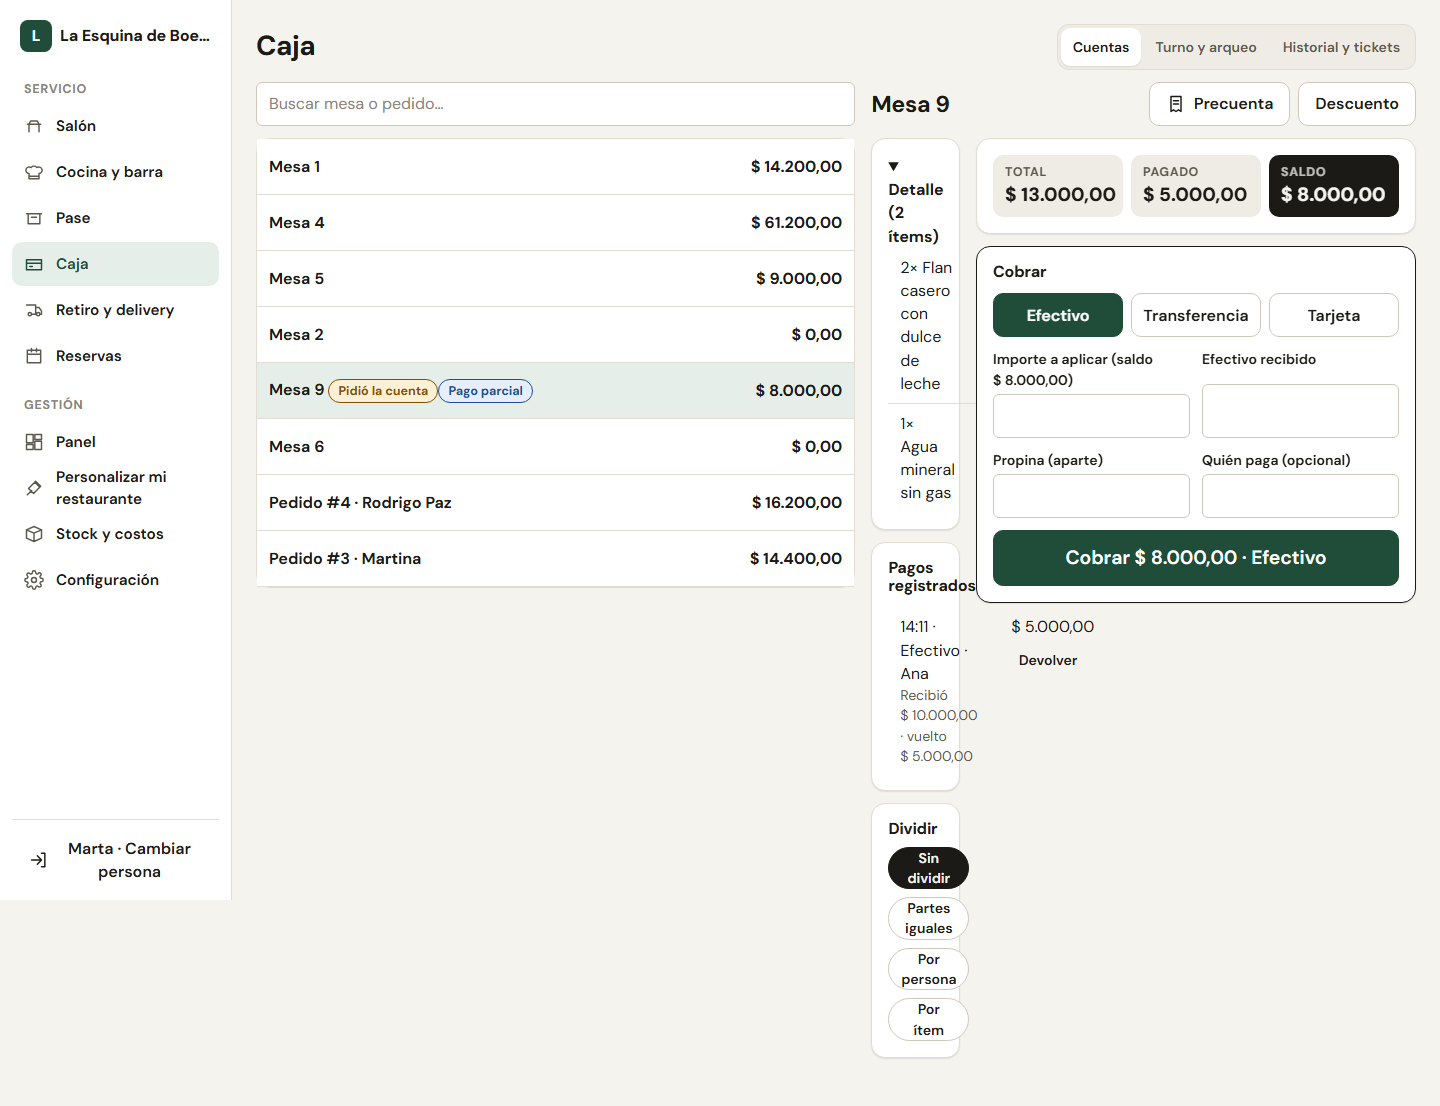 L
La Esquina de Boe...
SERVICIO
Salón
Cocina y barra
Pase
Caja
Retiro y delivery
Reservas
GESTIÓN
Panel
Personalizar mi
restaurante
Stock y costos
Configuración
Marta · Cambiar
persona
Caja
Cuentas
Turno y arqueo
Historial y tickets
Buscar mesa o pedido...
Mesa 1 $ 14.200,00
Mesa 4 $ 61.200,00
Mesa 5 $ 9.000,00
Mesa 2 $ 0,00
Mesa 9 Pidió la cuenta Pago parcial $ 8.000,00
Mesa 6 $ 0,00
Pedido #4 · Rodrigo Paz $ 16.200,00
Pedido #3 · Martina $ 14.400,00
Mesa 9
Precuenta
Descuento
▼
Detalle
(2
ítems)
2× Flan
casero
con
dulce
de
leche
1×
Agua
mineral
sin gas
Pagos
registrados
14:11 ·
Efectivo ·
Ana
Recibió
$ 10.000,00
· vuelto
$ 5.000,00
$ 5.000,00
Devolver
Dividir
Sin
dividir
Partes
iguales
Por
persona
Por
ítem
TOTAL
$ 13.000,00
PAGADO
$ 5.000,00
SALDO
$ 8.000,00
Cobrar
Efectivo
Transferencia
Tarjeta
Importe a aplicar (saldo
$ 8.000,00)
Efectivo recibido
Propina (aparte)
Quién paga (opcional)
Cobrar $ 8.000,00 · Efectivo